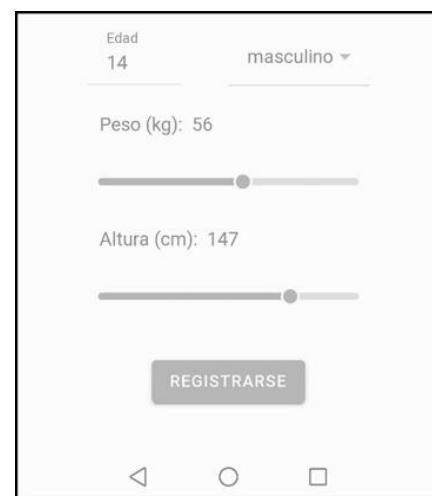 Edad
14
masculino
Peso (kg): 56
Altura (cm): 147
REGISTRARSE